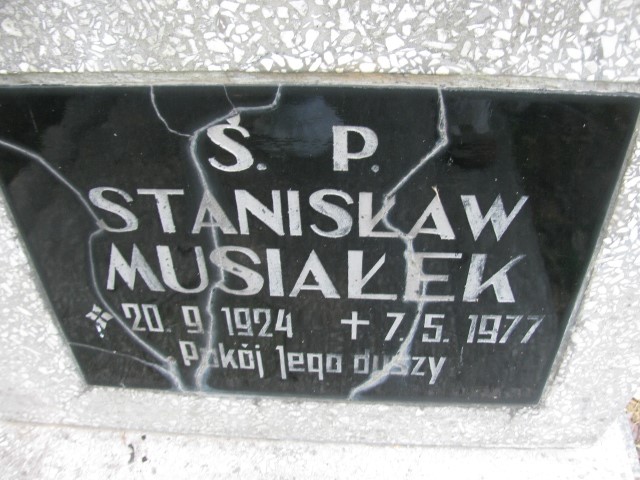 Ś. P.
STANISŁAW
MUSIAŁEK
* 20. 9. 1924 + 7. 5. 1977
Pokój Jego duszy